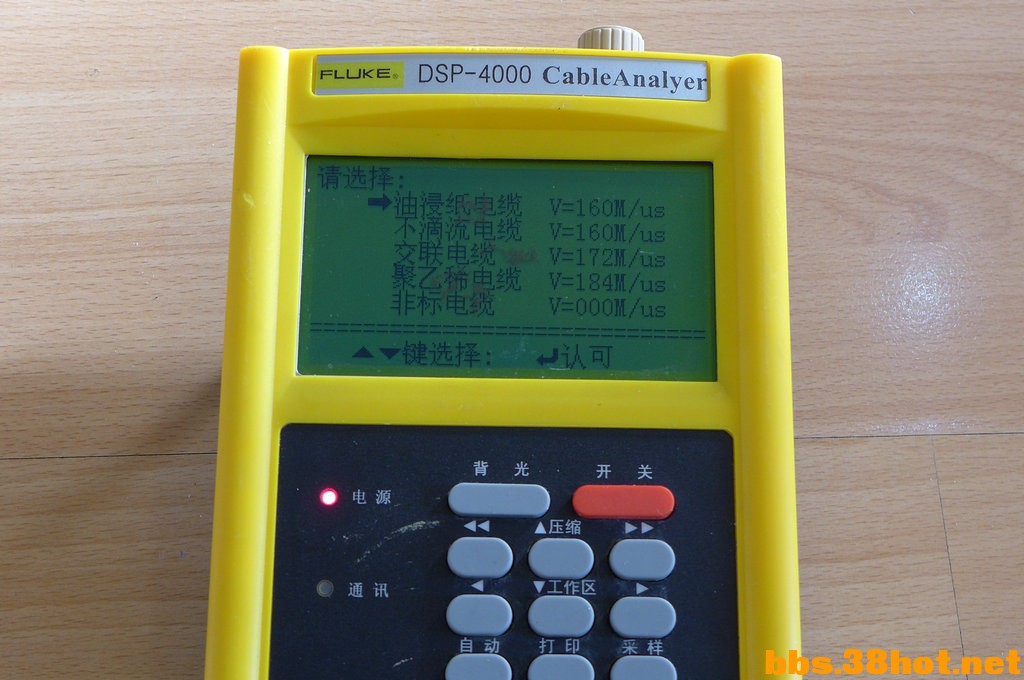 FLUKE® DSP-4000 CableAnalyer
请选择:
➡油浸纸电缆 V=160M/us
不滴流电缆 V=160M/us
交联电缆 V=172M/us
聚乙稀电缆 V=184M/us
非标电缆 V=000M/us
================================
▲▼键选择: ↵认可
背 光 开 关
电 源
◀◀ ▲压缩 ▶▶
通 讯
◀ ▼工作区 ▶
自 动 打 印 采 样
bbs.38hot.net